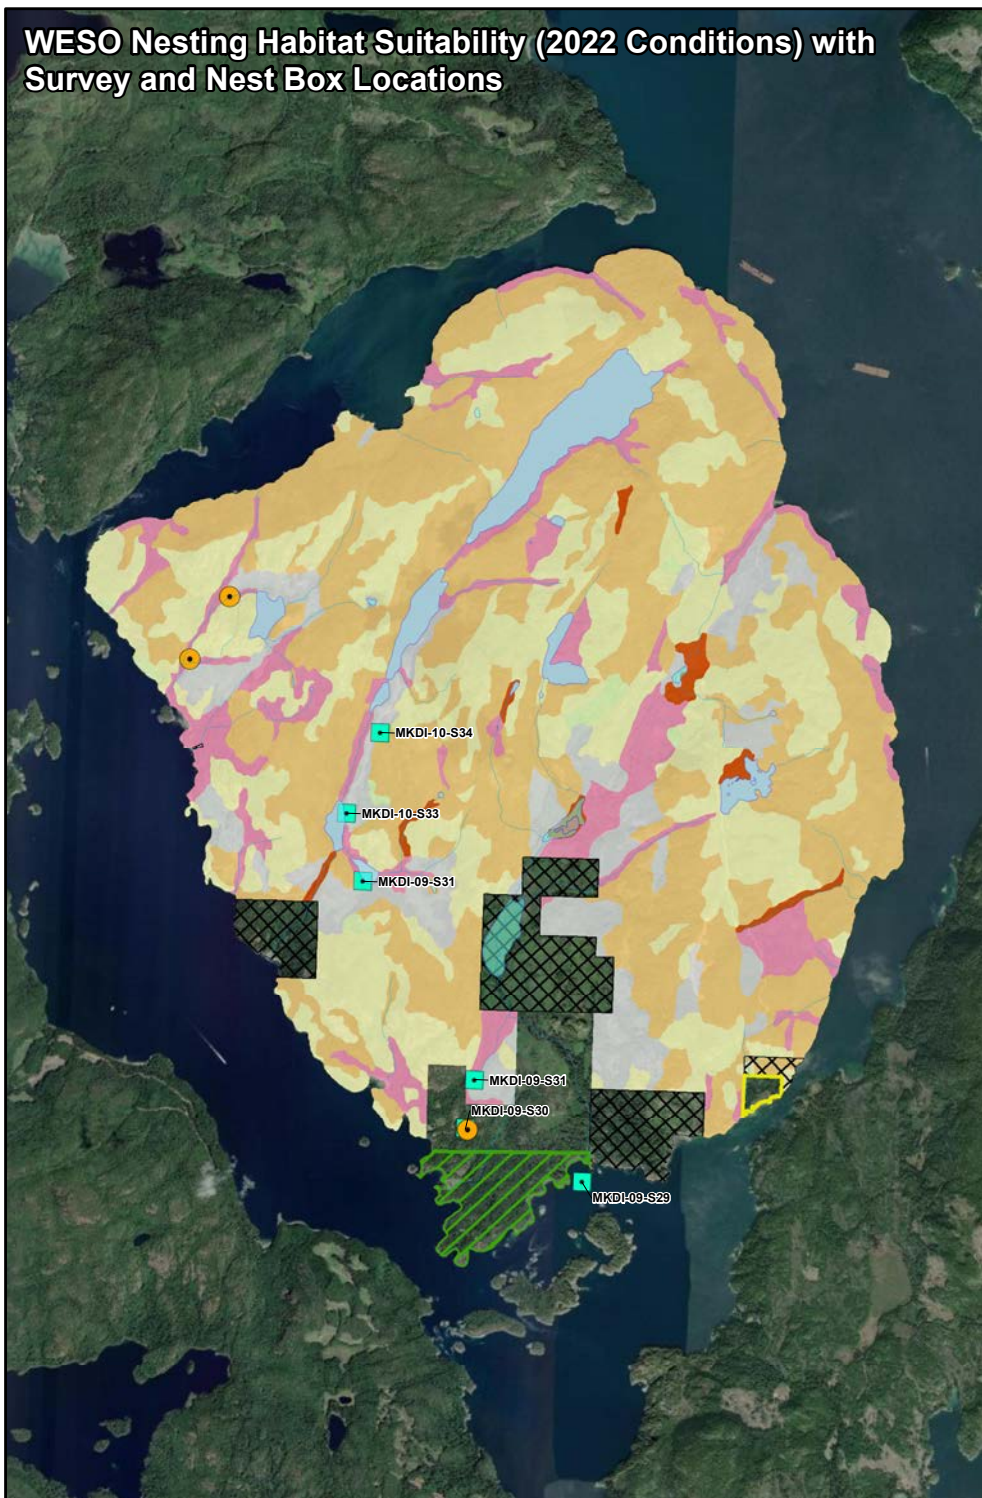 WESO Nesting Habitat Suitability (2022 Conditions) with
Survey and Nest Box Locations
MKDI-10-S34
MKDI-10-S33
MKDI-09-S31
MKDI-09-S31
MKDI-09-S30
MKDI-09-S29